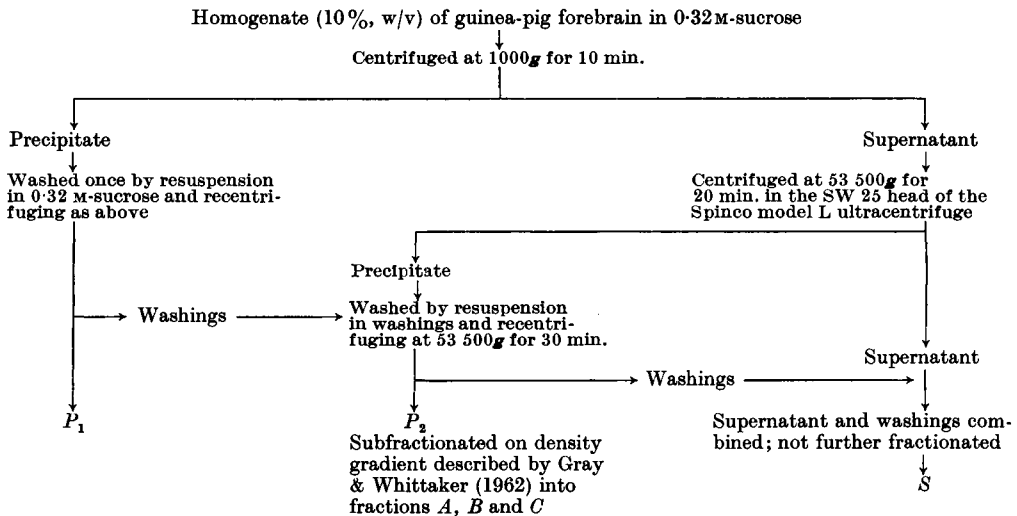 Homogenate (10%, w/v) of guinea-pig forebrain in 0·32M-sucrose
Centrifuged at 1000g for 10 min.
Precipitate
Washed once by resuspension
in 0·32 M-sucrose and recentri-
fuging as above
Supernatant
Centrifuged at 53 500g for
20 min. in the SW 25 head of the
Spinco model L ultracentrifuge
Precipitate
Washed by resuspension
in washings and recentri-
fuging at 53 500g for 30 min.
Washings
Supernatant
Washings
P1
P2
Subfractionated on density
gradient described by Gray
& Whittaker (1962) into
fractions A, B and C
Supernatant and washings com-
bined; not further fractionated
S